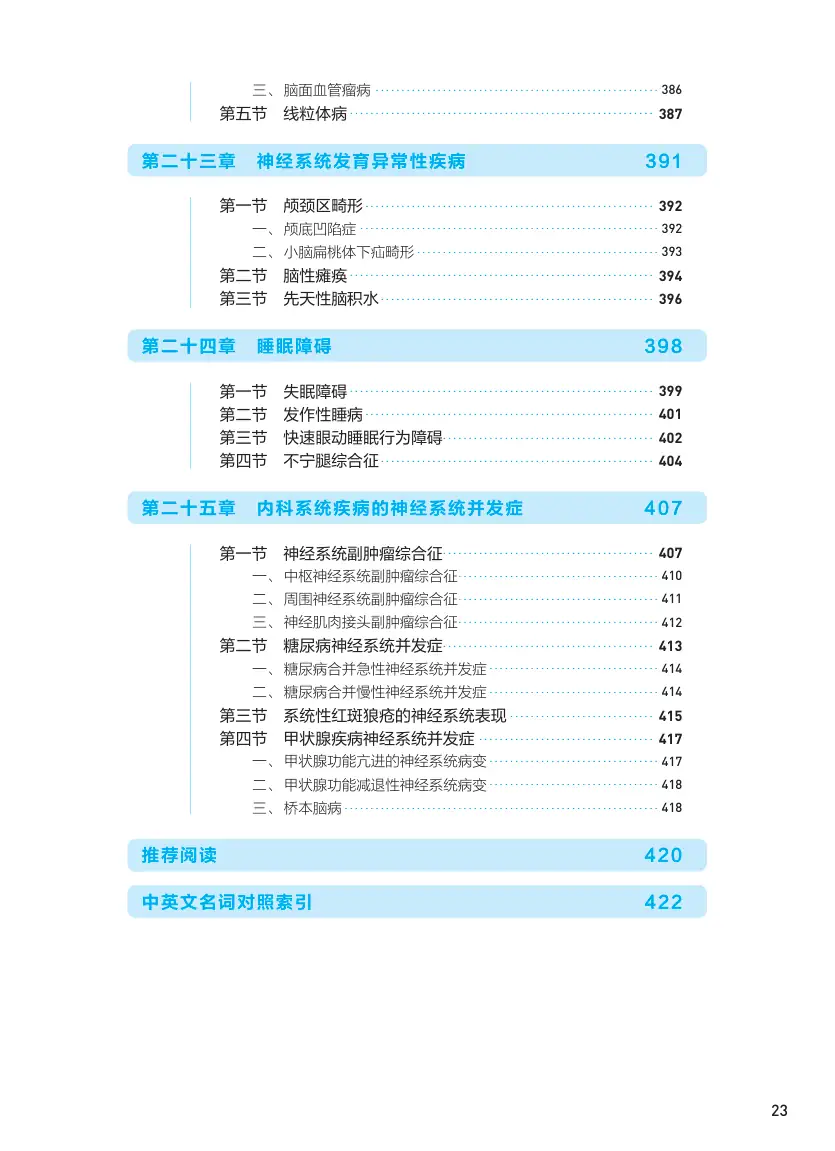 三、脑面血管瘤病 386
第五节 线粒体病 387
第二十三章 神经系统发育异常性疾病 391
第一节 颅颈区畸形 392
一、颅底凹陷症 392
二、小脑扁桃体下疝畸形 393
第二节 脑性瘫痪 394
第三节 先天性脑积水 396
第二十四章 睡眠障碍 398
第一节 失眠障碍 399
第二节 发作性睡病 401
第三节 快速眼动睡眠行为障碍 402
第四节 不宁腿综合征 404
第二十五章 内科系统疾病的神经系统并发症 407
第一节 神经系统副肿瘤综合征 407
一、中枢神经系统副肿瘤综合征 410
二、周围神经系统副肿瘤综合征 411
三、神经肌肉接头副肿瘤综合征 412
第二节 糖尿病神经系统并发症 413
一、糖尿病合并急性神经系统并发症 414
二、糖尿病合并慢性神经系统并发症 414
第三节 系统性红斑狼疮的神经系统表现 415
第四节 甲状腺疾病神经系统并发症 417
一、甲状腺功能亢进的神经系统病变 417
二、甲状腺功能减退性神经系统病变 418
三、桥本脑病 418
推荐阅读 420
中英文名词对照索引 422
23